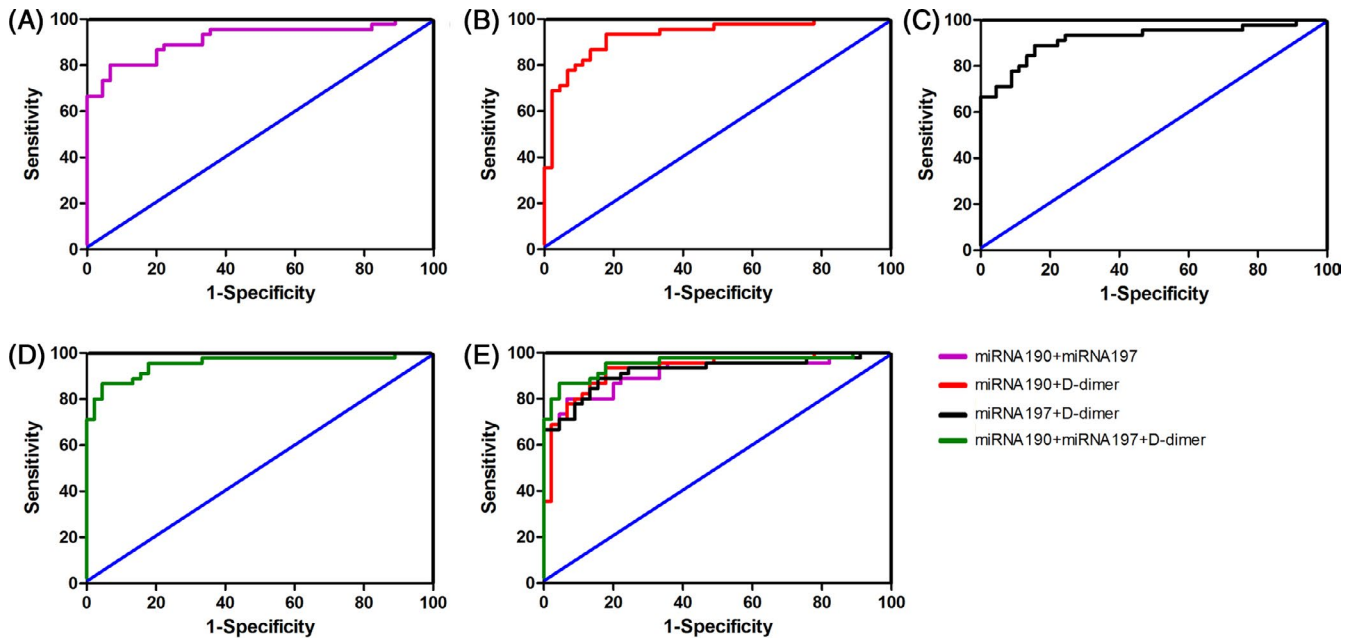 (A)
100
80
60
40
20
0
Sensitivity
0 20 40 60 80 100
1-Specificity
(B)
100
80
60
40
20
0
Sensitivity
0 20 40 60 80 100
1-Specificity
(C)
100
80
60
40
20
0
Sensitivity
0 20 40 60 80 100
1-Specificity
(D)
100
80
60
40
20
0
Sensitivity
0 20 40 60 80 100
1-Specificity
(E)
100
80
60
40
20
0
Sensitivity
0 20 40 60 80 100
1-Specificity
miRNA190+miRNA197
miRNA190+D-dimer
miRNA197+D-dimer
miRNA190+miRNA197+D-dimer